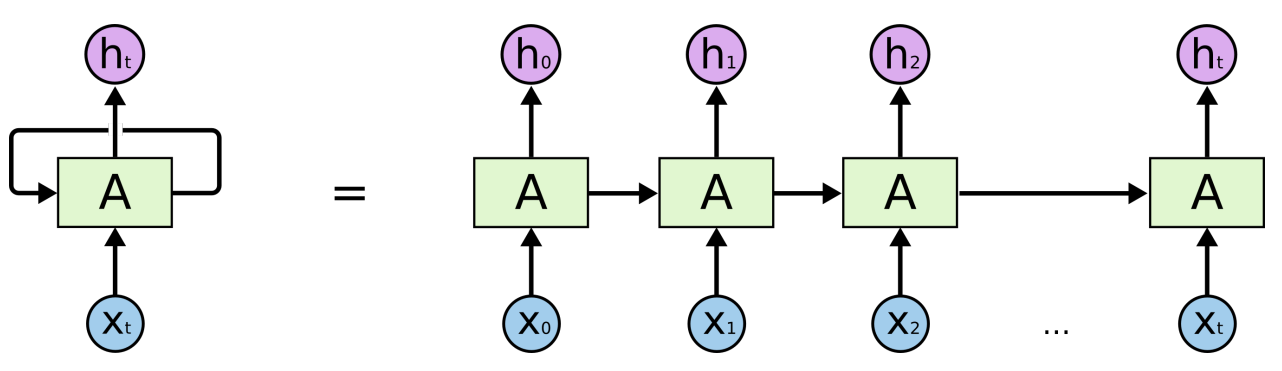 hₜ h₀ h₁ h₂ hₜ
A = A A A A
xₜ x₀ x₁ x₂ ... xₜ